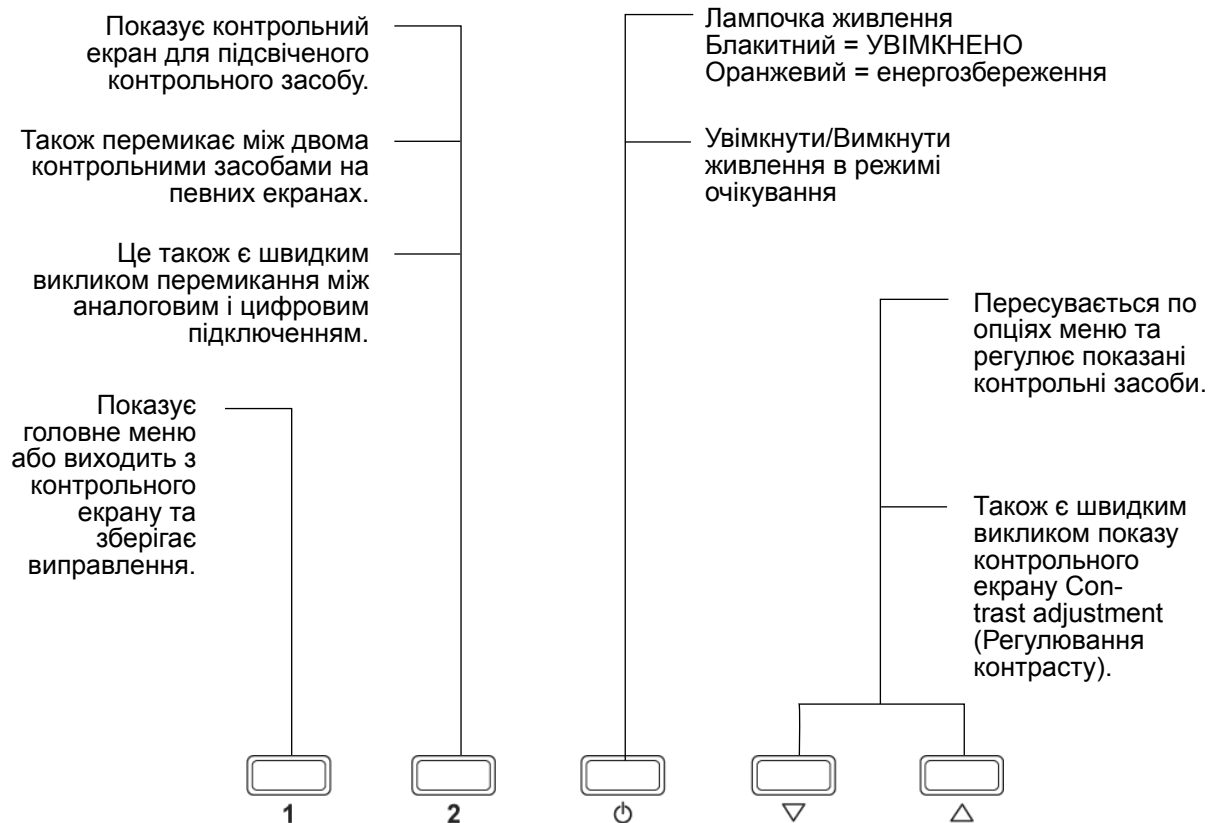 Показує контрольний
екран для підсвіченого
контрольного засобу.
Також перемикає між двома
контрольними засобами на
певних екранах.
Це також є швидким
викликом перемикання між
аналоговим і цифровим
підключенням.
Показує
головне меню
або виходить з
контрольного
екрану та
зберігає
виправлення.
Лампочка живлення
Блакитний = УВІМКНЕНО
Оранжевий = енергозбереження
Увімкнути/Вимкнути
живлення в режимі
очікування
Пересувається по
опціях меню та
регулює показані
контрольні засоби.
Також є швидким
викликом показу
контрольного
екрану Con-
trast adjustment
(Регулювання
контрасту).
1 2